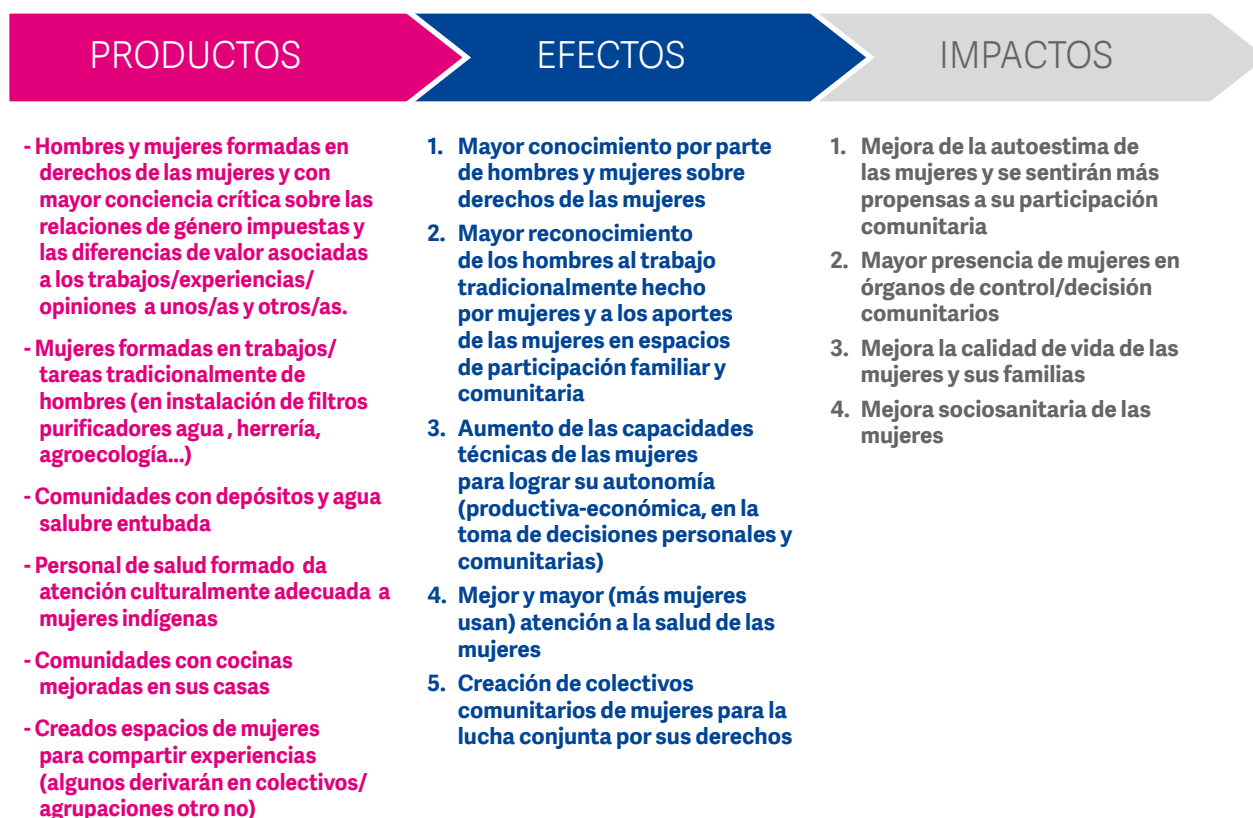 PRODUCTOS
EFECTOS
IMPACTOS
- Hombres y mujeres formadas en
derechos de las mujeres y con
mayor conciencia crítica sobre las
relaciones de género impuestas y
las diferencias de valor asociadas
a los trabajos/experiencias/
opiniones a unos/as y otros/as.
- Mujeres formadas en trabajos/
tareas tradicionalmente de
hombres (en instalación de filtros
purificadores agua , herrería,
agroecología...)
- Comunidades con depósitos y agua
salubre entubada
- Personal de salud formado da
atención culturalmente adecuada a
mujeres indígenas
- Comunidades con cocinas
mejoradas en sus casas
- Creados espacios de mujeres
para compartir experiencias
(algunos derivarán en colectivos/
agrupaciones otro no)
1. Mayor conocimiento por parte
de hombres y mujeres sobre
derechos de las mujeres
2. Mayor reconocimiento
de los hombres al trabajo
tradicionalmente hecho
por mujeres y a los aportes
de las mujeres en espacios
de participación familiar y
comunitaria
3. Aumento de las capacidades
técnicas de las mujeres
para lograr su autonomía
(productiva-económica, en la
toma de decisiones personales y
comunitarias)
4. Mejor y mayor (más mujeres
usan) atención a la salud de las
mujeres
5. Creación de colectivos
comunitarios de mujeres para la
lucha conjunta por sus derechos
1. Mejora de la autoestima de
las mujeres y se sentirán más
propensas a su participación
comunitaria
2. Mayor presencia de mujeres en
órganos de control/decisión
comunitarios
3. Mejora la calidad de vida de las
mujeres y sus familias
4. Mejora sociosanitaria de las
mujeres